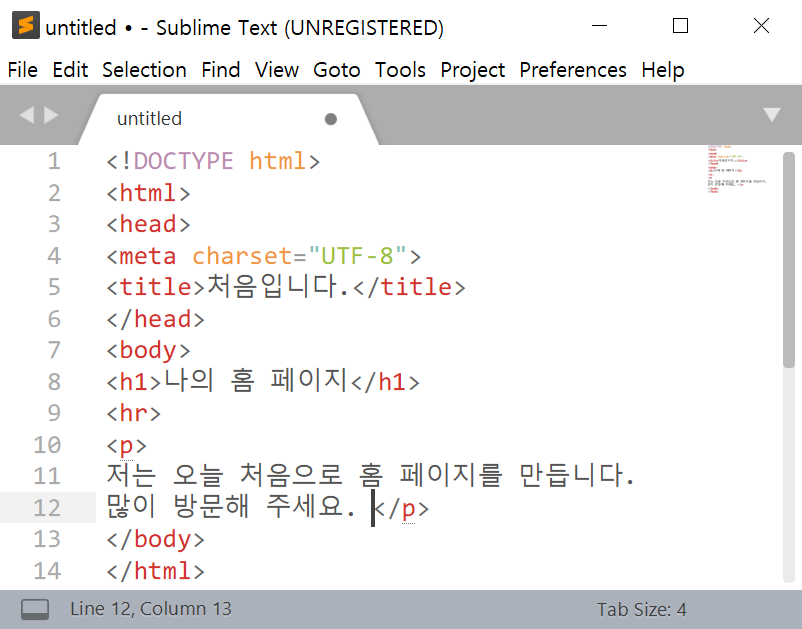 untitled • - Sublime Text (UNREGISTERED)
File Edit Selection Find View Goto Tools Project Preferences Help
untitled
1 <!DOCTYPE html>
2 <html>
3 <head>
4 <meta charset="UTF-8">
5 <title>처음입니다.</title>
6 </head>
7 <body>
8 <h1>나의 홈 페이지</h1>
9 <hr>
10 <p>
11 저는 오늘 처음으로 홈 페이지를 만듭니다.
12 많이 방문해 주세요. </p>
13 </body>
14 </html>
Line 12, Column 13 Tab Size: 4